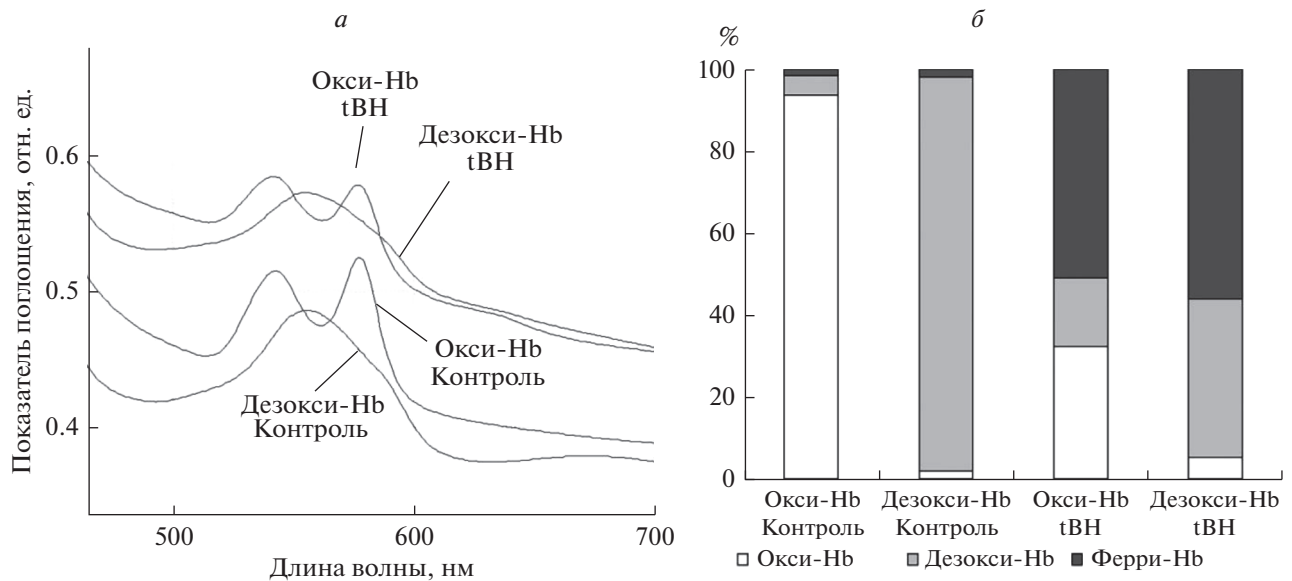 а
Показатель поглощения, отн. ед.
0.6
0.5
0.4
Окси-Hb
tBH
Дезокси-Hb
tBH
Окси-Hb
Контроль
Дезокси-Hb
Контроль
500
600
700
Длина волны, нм
б
%
100
80
60
40
20
0
Окси-Hb
Контроль
Дезокси-Hb
Контроль
Окси-Hb
tBH
Дезокси-Hb
tBH
Окси-Hb
Дезокси-Hb
Ферри-Hb